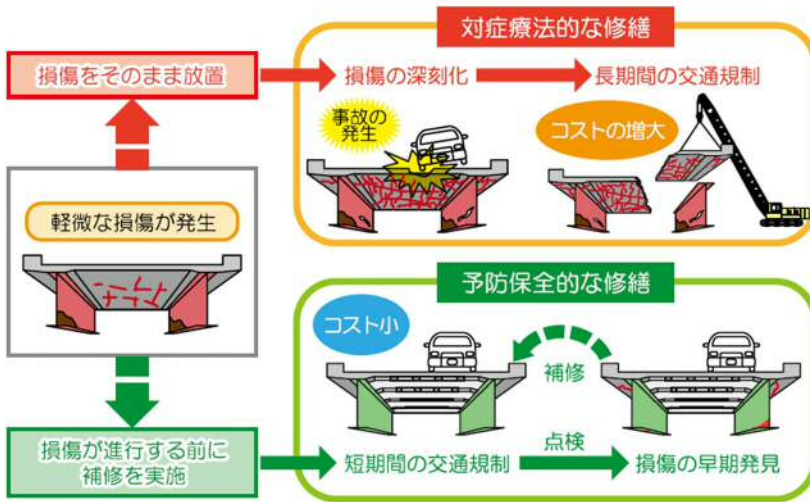 対症療法的な修繕
損傷をそのまま放置
損傷の深刻化
長期間の交通規制
事故の
発生
コストの増大
軽微な損傷が発生
予防保全的な修繕
コスト小
補修
損傷が進行する前に
補修を実施
短期間の交通規制
点検
損傷の早期発見